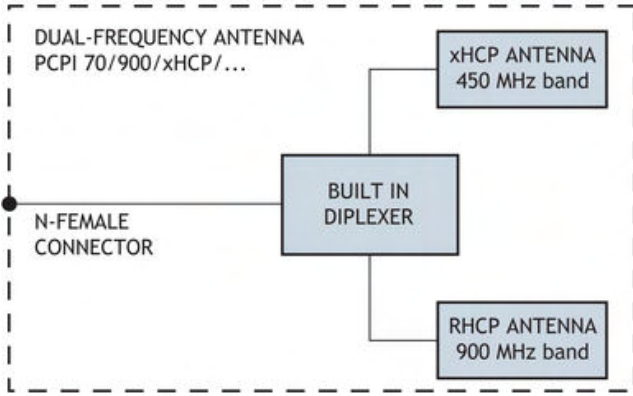 DUAL-FREQUENCY ANTENNA
PCPI 70/900/xHCP/...
xHCP ANTENNA
450 MHz band
BUILT IN
DIPLEXER
N-FEMALE
CONNECTOR
RHCP ANTENNA
900 MHz band